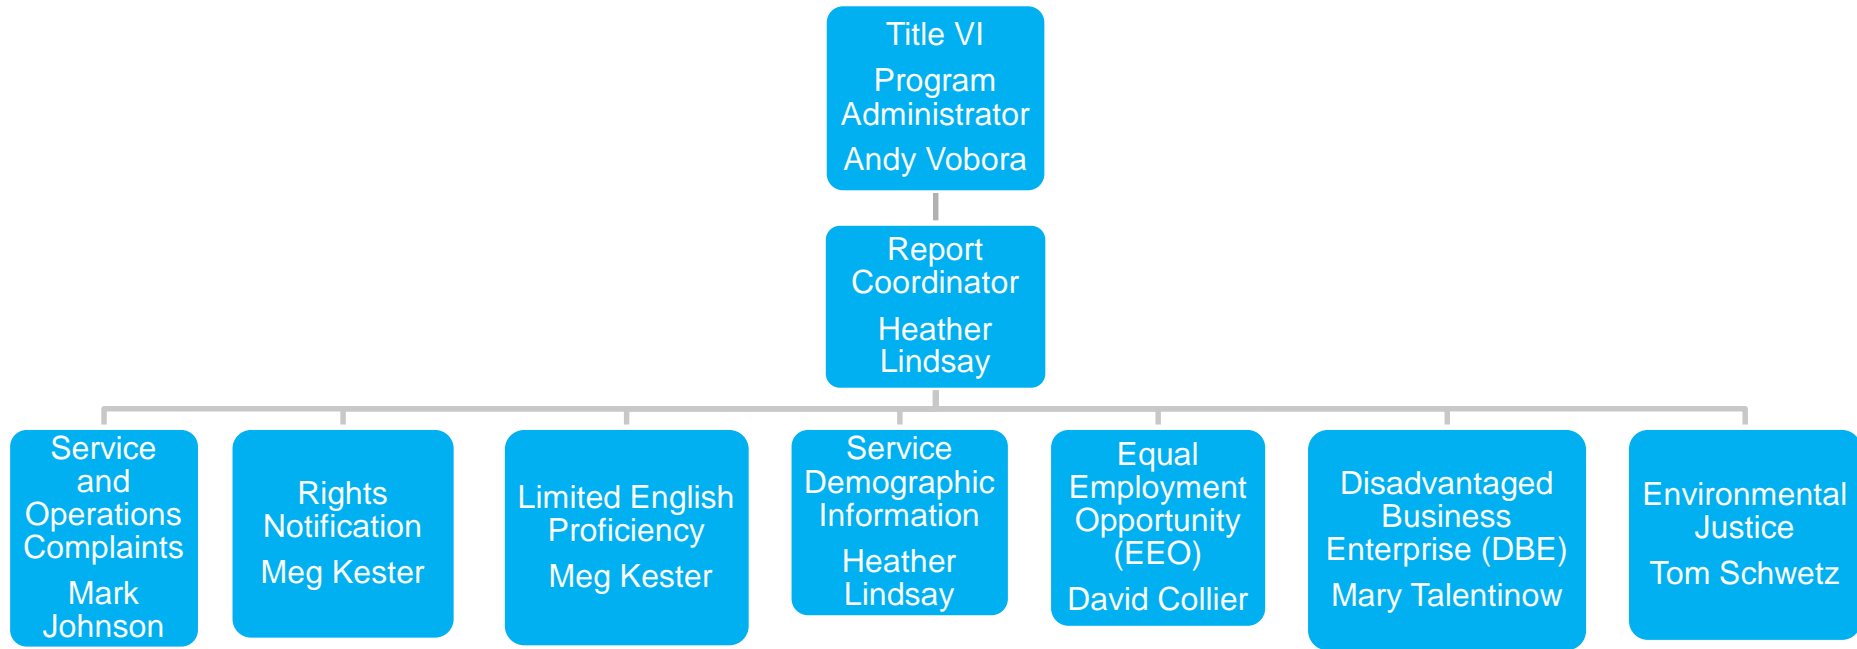 Title VI
Program
Administrator
Andy Vobora
Report
Coordinator
Heather
Lindsay
Service
and
Operations
Complaints
Mark
Johnson
Rights
Notification
Meg Kester
Limited English
Proficiency
Meg Kester
Service
Demographic
Information
Heather
Lindsay
Equal
Employment
Opportunity
(EEO)
David Collier
Disadvantaged
Business
Enterprise (DBE)
Mary Talentinow
Environmental
Justice
Tom Schwetz